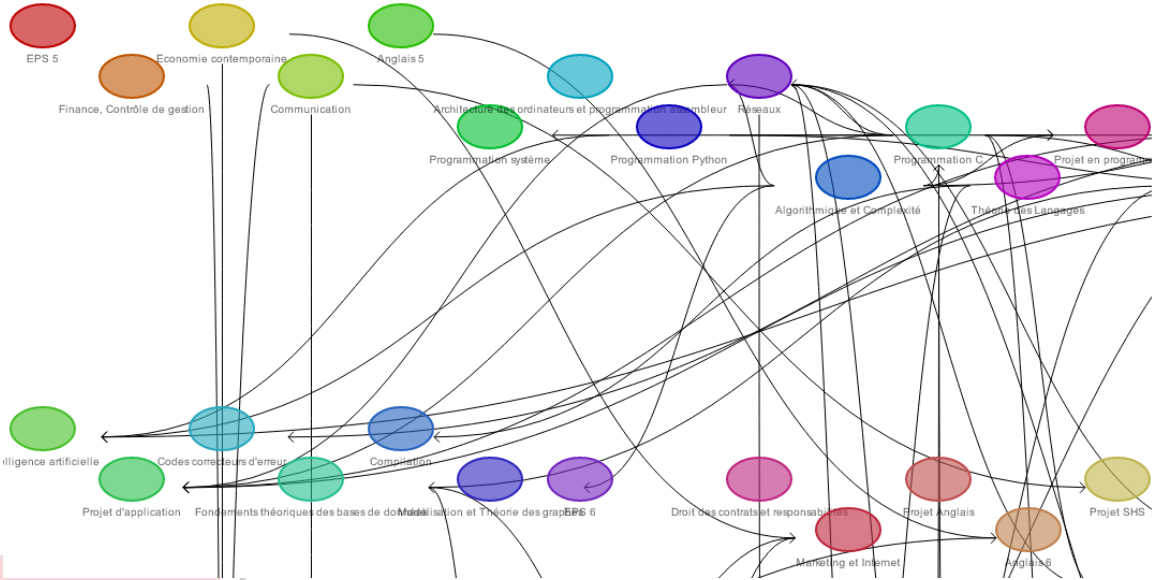 EPS 5
Economie contemporaine
Anglais 5
Finance, Contrôle de gestion
Communication
Architecture des ordinateurs et programmation assembleur
Réseaux
Programmation système
Programmation Python
Programmation C
Projet en programm
Algorithmique et Complexité
Théorie des Langages
lligence artificielle
Codes correcteurs d'erreur
Compilation
Projet d'application
Fondements théoriques des bases de données
Modélisation et Théorie des graphes
EPS 6
Droit des contrats et responsabilités
Projet Anglais
Projet SHS
Marketing et Internet
Anglais 6